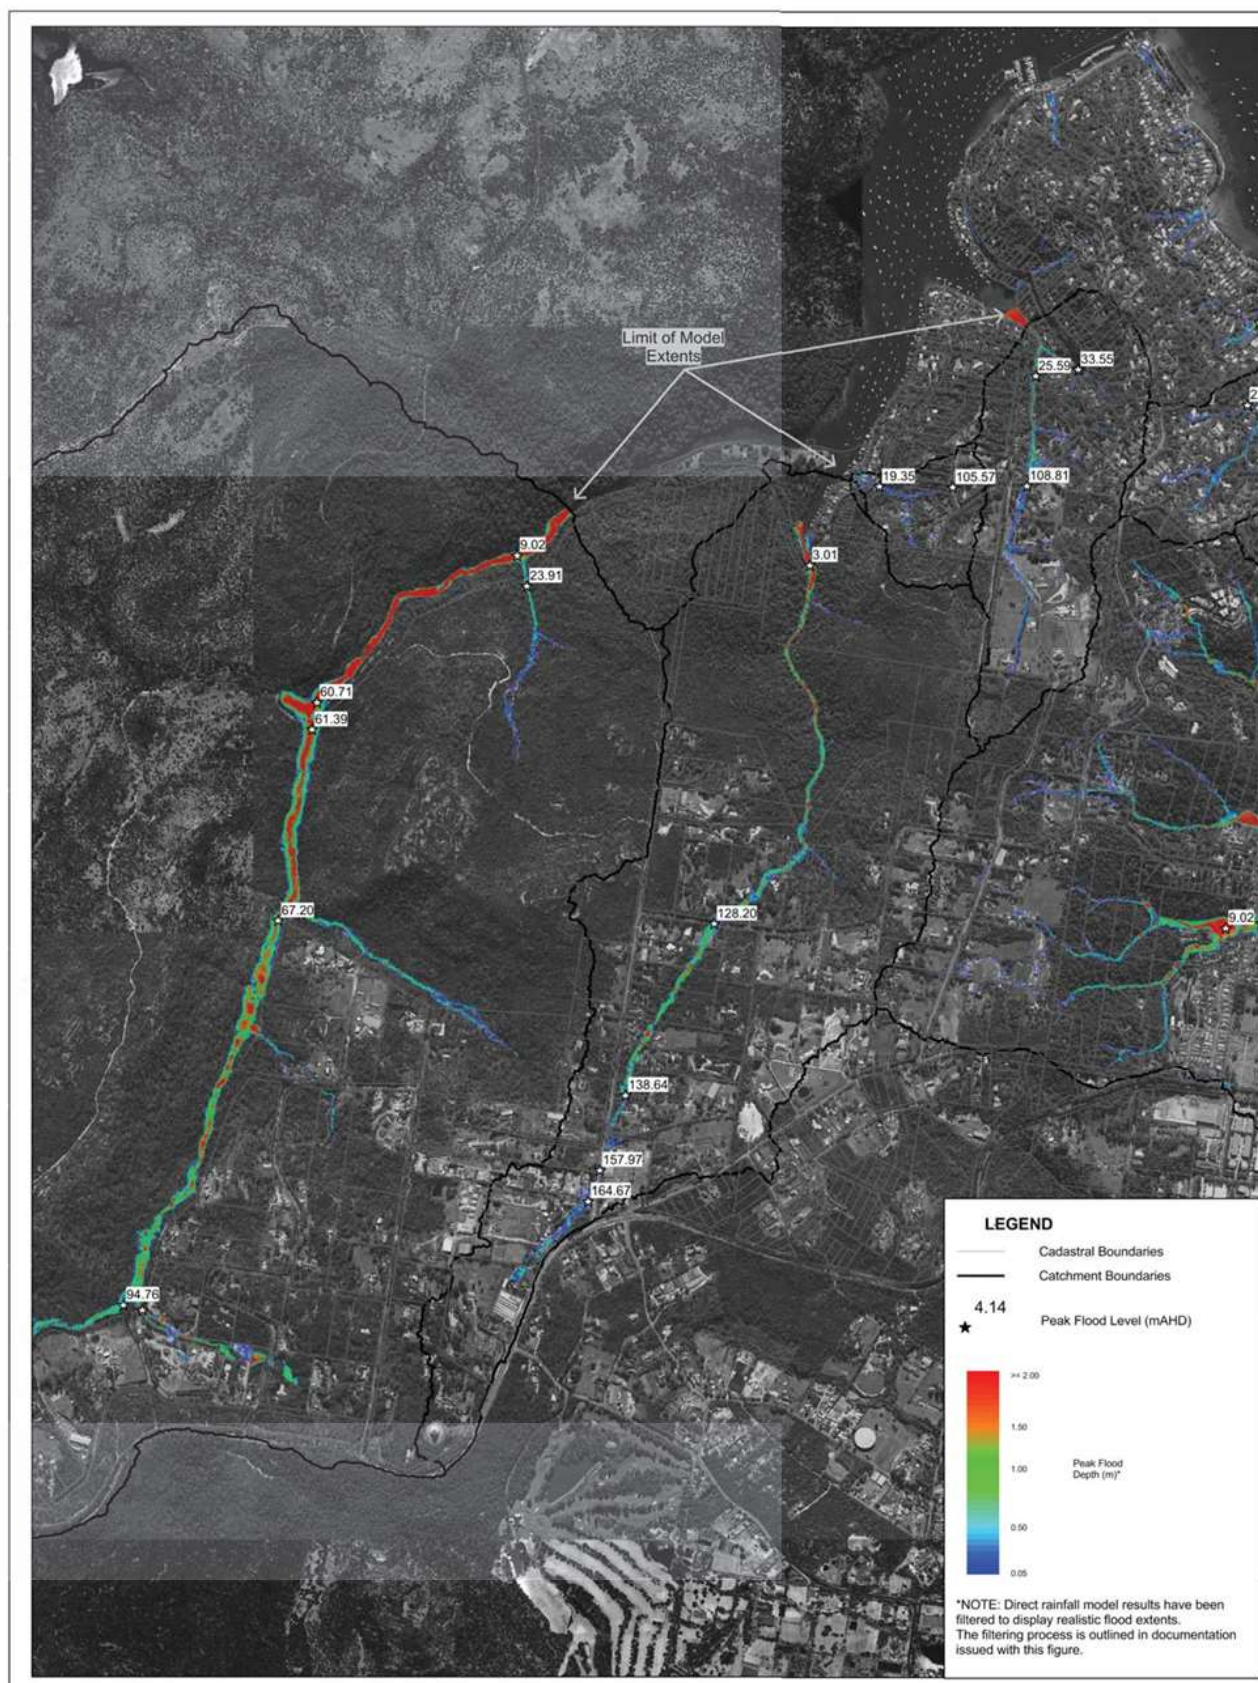 Limit of Model
Extents
25.59
33.55
2
19.35
105.57
108.81
9.02
3.01
23.91
60.71
61.39
67.20
128.20
9.02
138.64
157.97
164.67
94.76
LEGEND
Cadastral Boundaries
Catchment Boundaries
4.14
Peak Flood Level (mAHD)
>= 2.00
1.50
1.00
Peak Flood
Depth (m)*
0.50
0.05
*NOTE: Direct rainfall model results have been
filtered to display realistic flood extents.
The filtering process is outlined in documentation
issued with this figure.